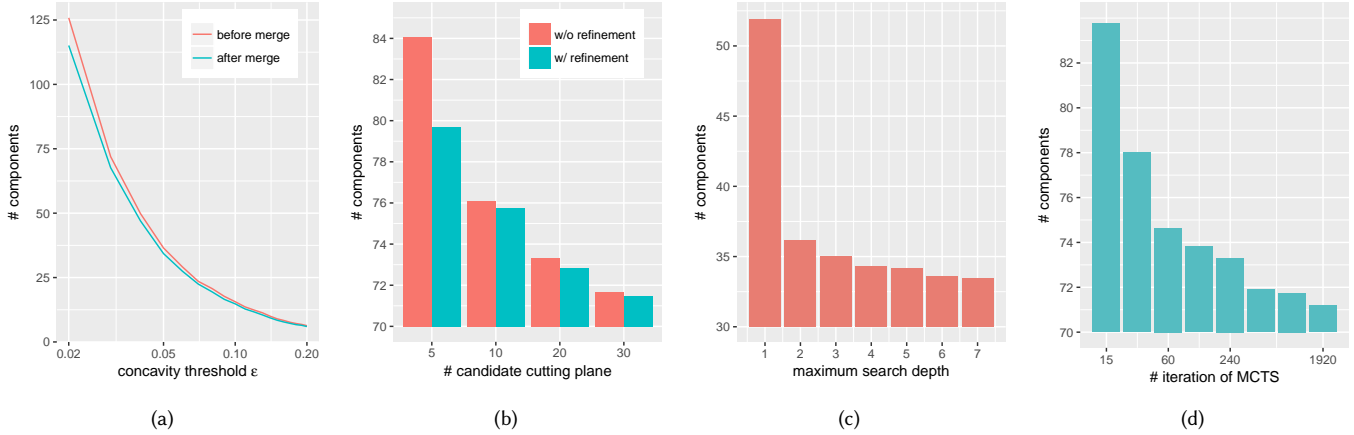 # components
125
100
75
50
25
0
before merge
after merge
0.02
0.05
0.10
0.20
concavity threshold ε
(a)
# components
84
82
80
78
76
74
72
70
w/o refinement
w/ refinement
5
10
20
30
# candidate cutting plane
(b)
# components
50
45
40
35
30
1
2
3
4
5
6
7
maximum search depth
(c)
# components
82
80
78
76
74
72
70
15
60
240
1920
# iteration of MCTS
(d)